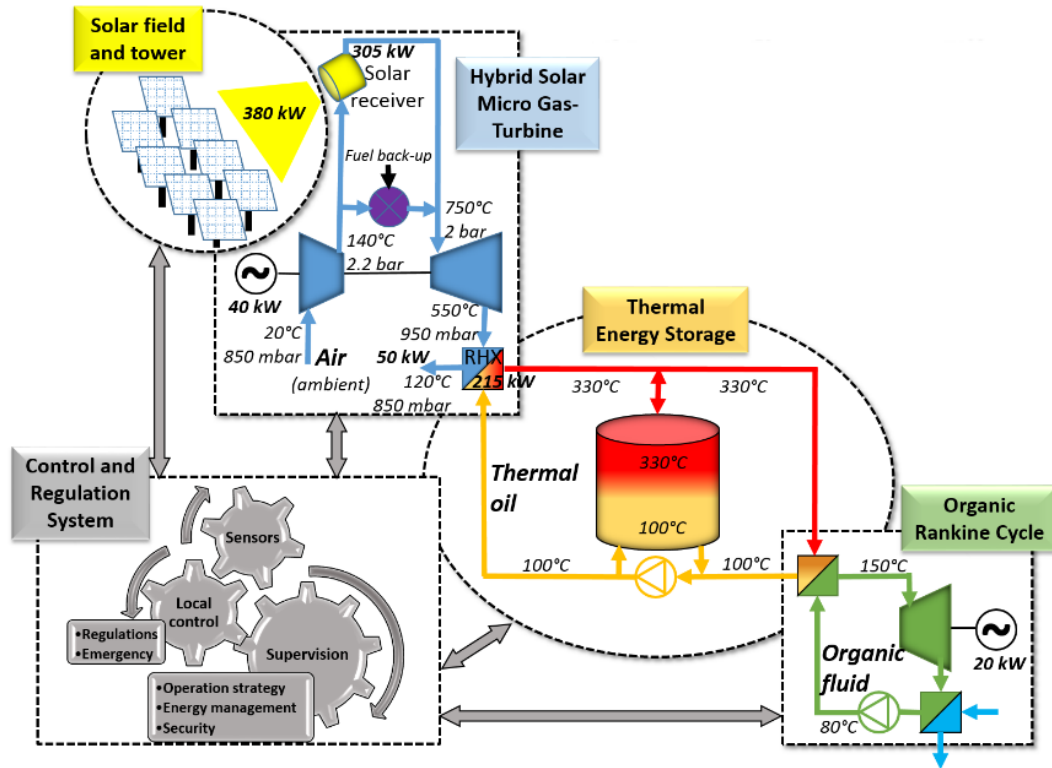 Solar field
and tower
380 kW
305 kW
Solar
receiver
Hybrid Solar
Micro Gas-
Turbine
Fuel back-up
750°C
2 bar
140°C
2.2 bar
40 kW
20°C
850 mbar
Air
(ambient)
550°C
950 mbar
50 kW
RHX
215 kW
120°C
850 mbar
Thermal
Energy Storage
330°C
330°C
330°C
100°C
Thermal
oil
100°C
100°C
Control and
Regulation
System
Sensors
Local
control
Supervision
•Regulations
•Emergency
•Operation strategy
•Energy management
•Security
Organic
Rankine Cycle
150°C
20 kW
Organic
fluid
80°C